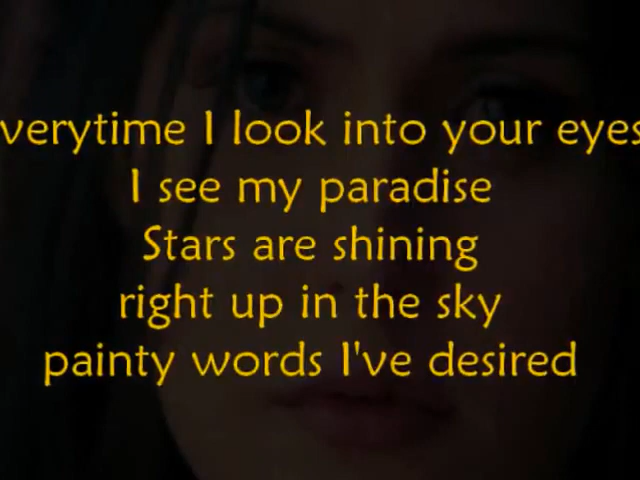 verytime I look into your eyes
I see my paradise
Stars are shining
right up in the sky
painty words I've desired